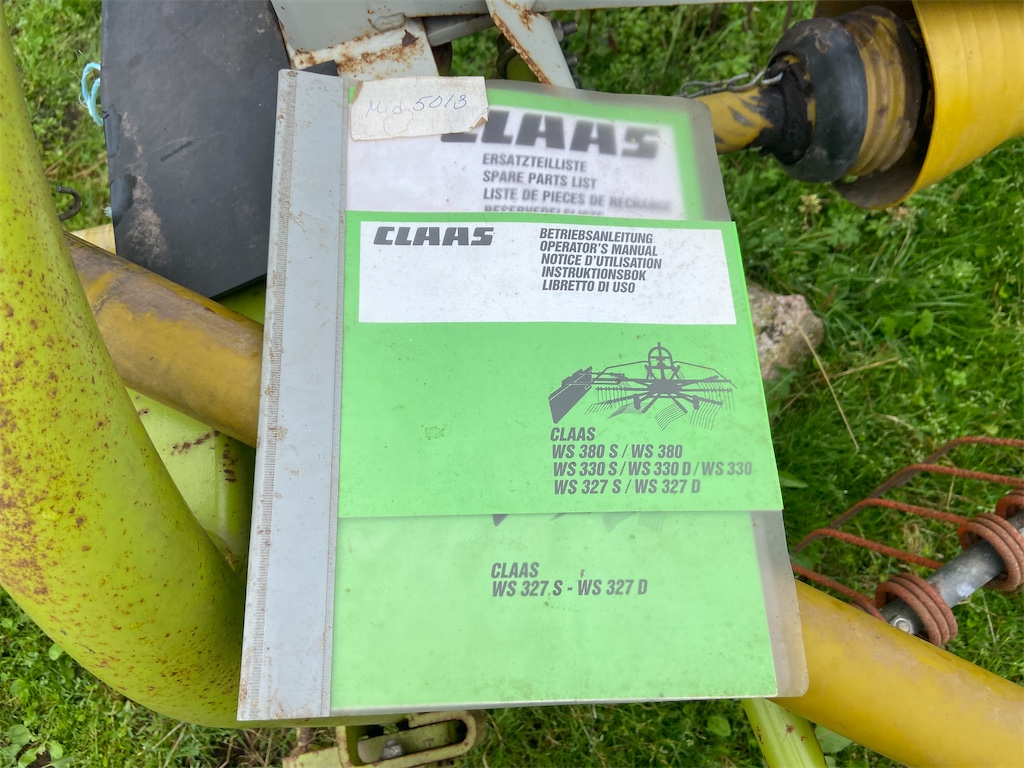 M.d 5013
CLAAS
ERSATZTEILLISTE
SPARE PARTS LIST
LISTE DE PIECES DE RECHANGE
RESERVEDELSLISTE
CLAAS
BETRIEBSANLEITUNG
OPERATOR'S MANUAL
NOTICE D'UTILISATION
INSTRUKTIONSBOK
LIBRETTO DI USO
CLAAS
WS 380 S / WS 380
WS 330 S / WS 330 D / WS 330
WS 327 S / WS 327 D
CLAAS
WS 327 S - WS 327 D